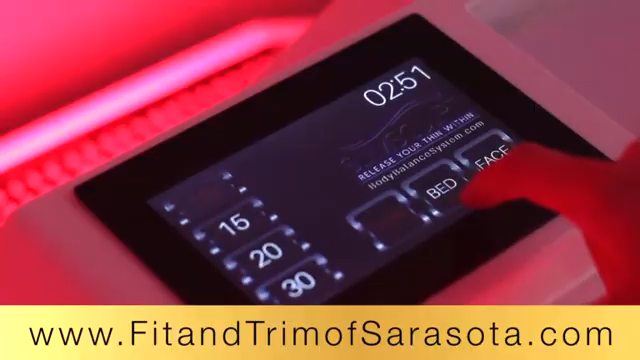 02:51
RELEASE YOUR THIN WITHIN
BodyBalanceSystem.com
FACE
BED
15
20
30
www.FitandTrimofSarasota.com